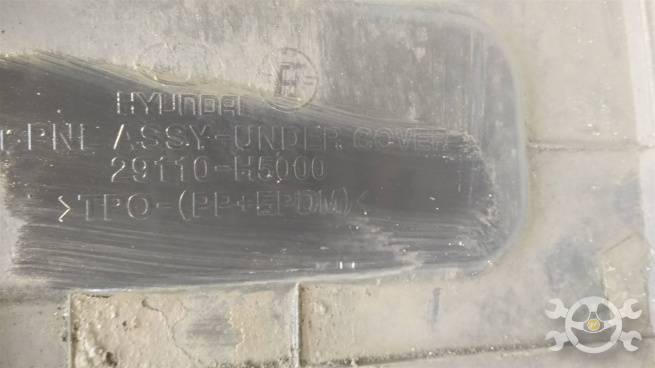 HYUNDAI
PNL ASSY-UNDER COVER
29110-H5000
>TPO-(PP+EPDM)<